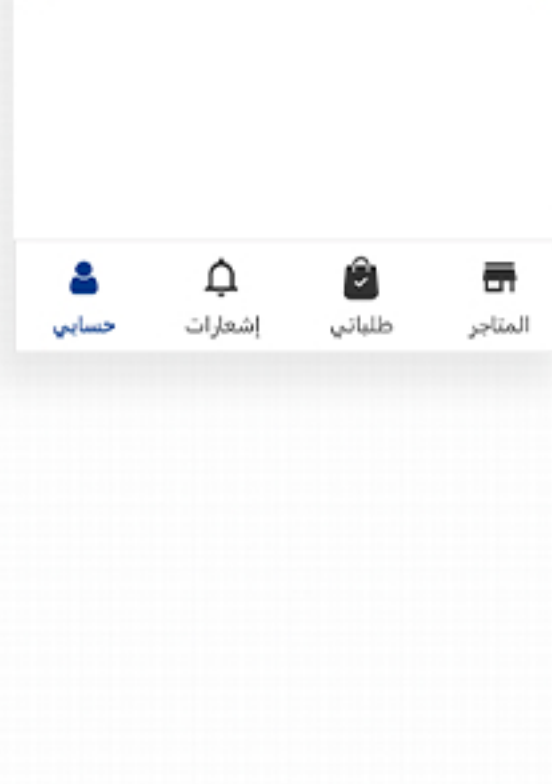 المتاجر
طلباتي
إشعارات
حسابي